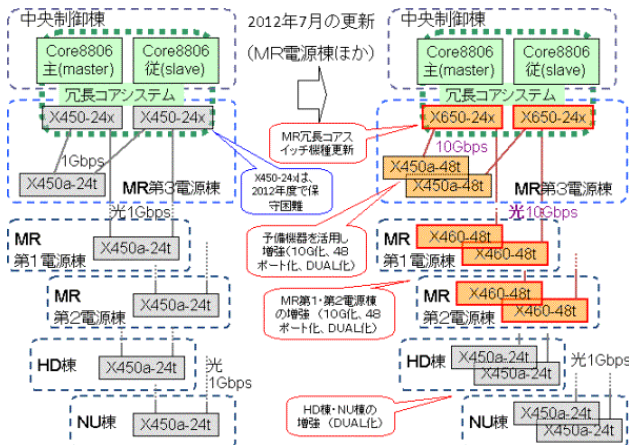 中央制御棟
Core8806
主(master)
Core8806
従(slave)
冗長コアシステム
X450-24x
X450-24x
1Gbps
X450a-24t
MR第3電源棟
X450-24xは、
2012年度で保
守困難
光1Gbps
X450a-24t
MR
第1電源棟
X450a-24t
MR
第2電源棟
X450a-24t
HD棟
光
1Gbps
X450a-24t
NU棟
2012年7月の更新
(MR電源棟ほか)
MR冗長コアス
イッチ機種更新
予備機器を活用し
増強(10G化、48
ポート化、DUAL化)
MR第1・第2電源棟
の増強 (10G化、48
ポート化、DUAL化)
HD棟・NU棟の
増強 (DUAL化)
中央制御棟
Core8806
主(master)
Core8806
従(slave)
冗長コアシステム
X650-24x
X650-24x
10Gbps
X450a-48t
X450a-48t
MR第3電源棟
光10Gbps
X460-48t
X460-48t
MR
第1電源棟
X460-48t
X460-48t
MR
第2電源棟
X450a-24t
X450a-24t
HD棟
光1Gbps
X450a-24t
X450a-24t
NU棟